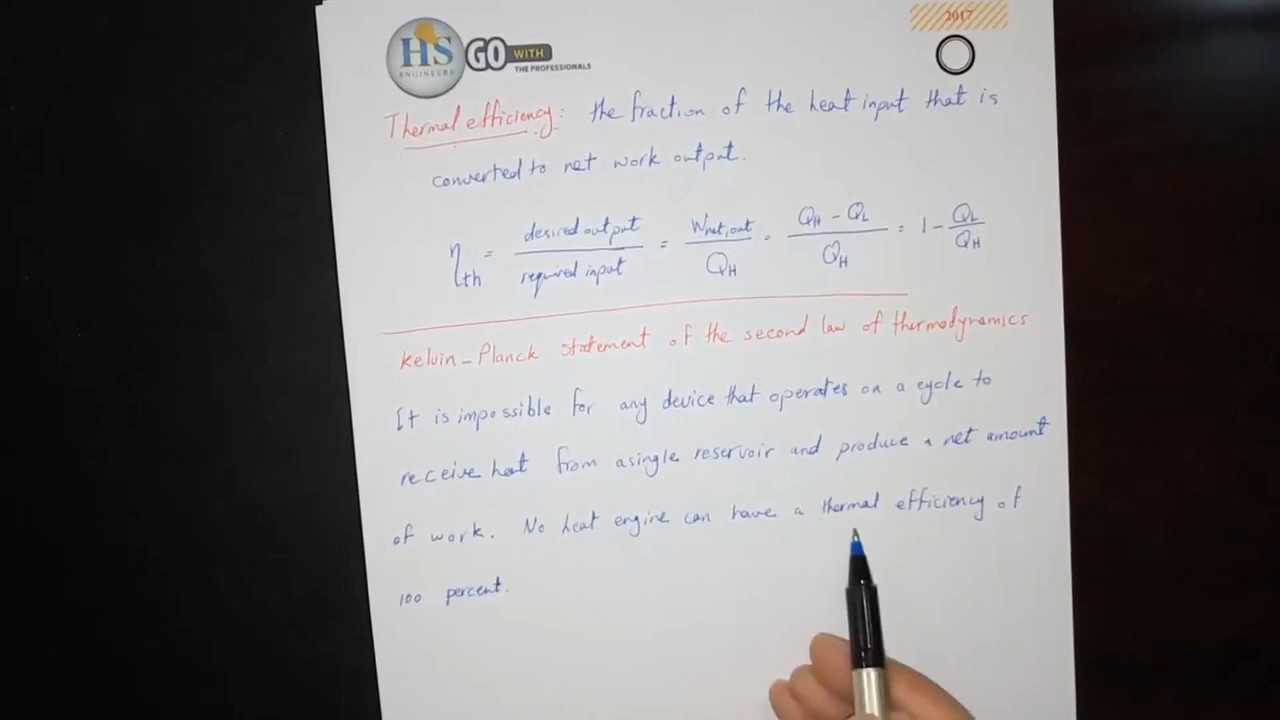 HS
ENGINEERS
GO WITH
THE PROFESSIONALS
2017
Thermal efficiency: the fraction of the heat input that is
converted to net work output.
ηth = desired output / required input = Wnet,out / QH = QH - QL / QH = 1 - QL / QH
Kelvin-Planck statement of the second law of thermodynamics
It is impossible for any device that operates on a cycle to
receive heat from a single reservoir and produce a net amount
of work. No heat engine can have a thermal efficiency of
100 percent.